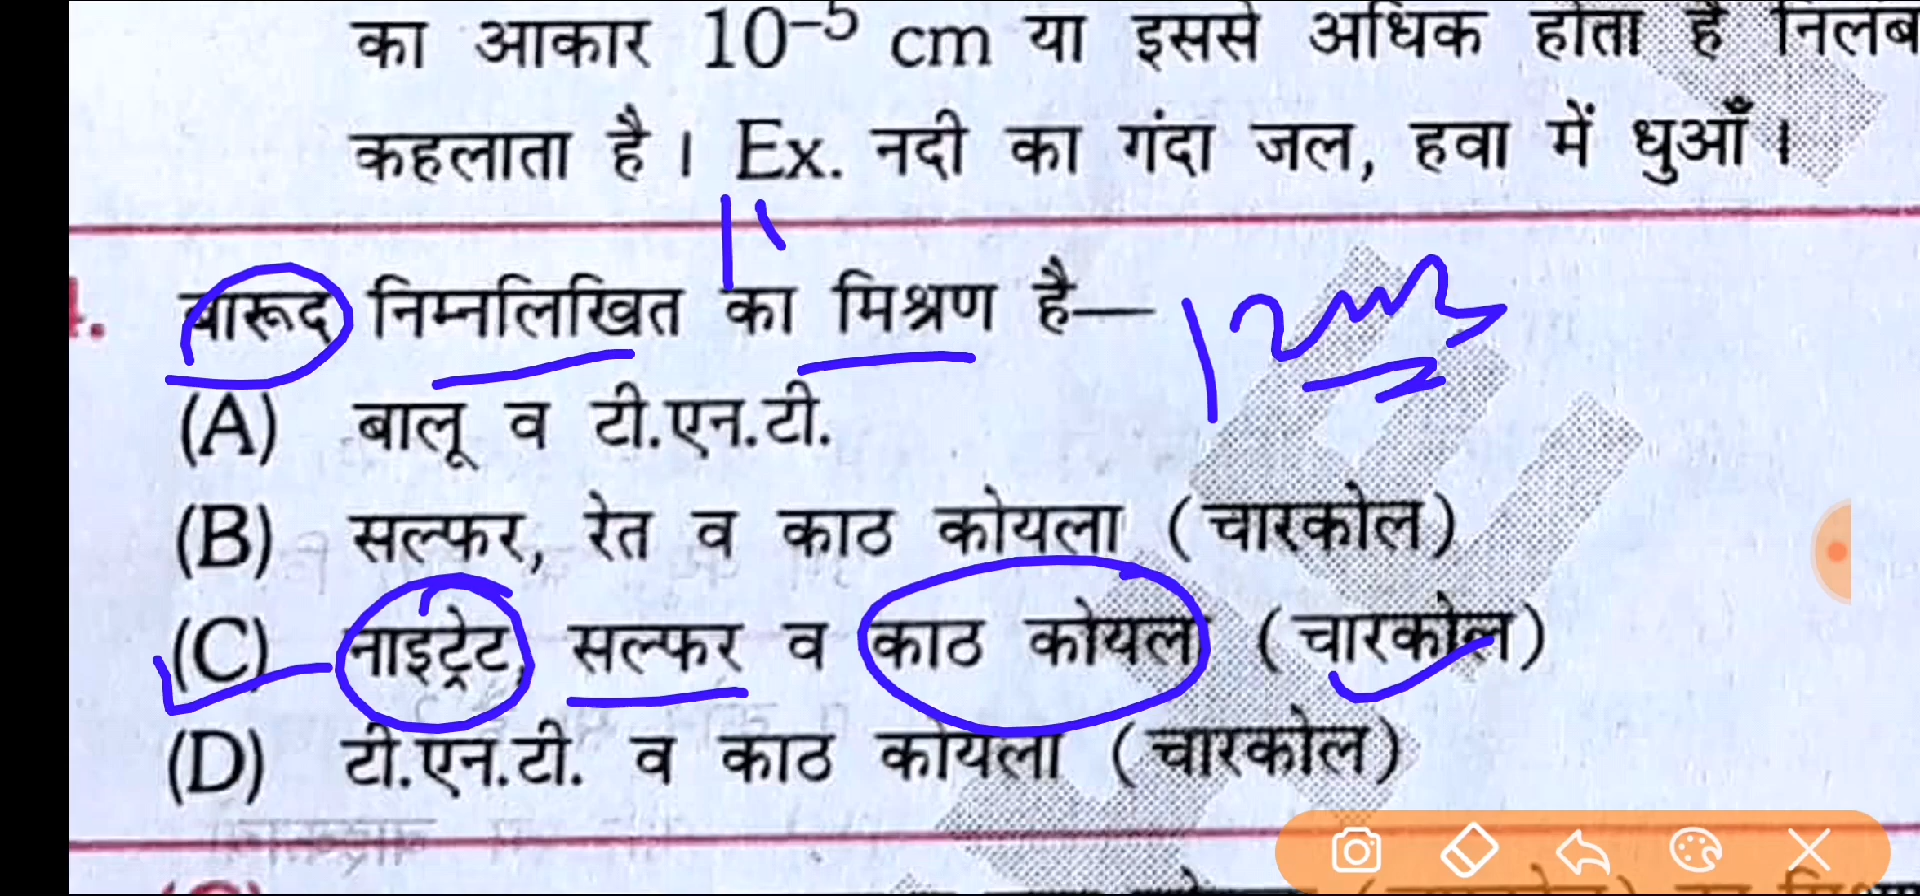 का आकार 10⁻⁵ cm या इससे अधिक होता है निलंब
कहलाता है। Ex. नदी का गंदा जल, हवा में धुआँ।
4. बारूद निम्नलिखित का मिश्रण है—
(A) बालू व टी.एन.टी.
(B) सल्फर, रेत व काठ कोयला (चारकोल)
(C) नाइट्रेट, सल्फर व काठ कोयला (चारकोल)
(D) टी.एन.टी. व काठ कोयला (चारकोल)